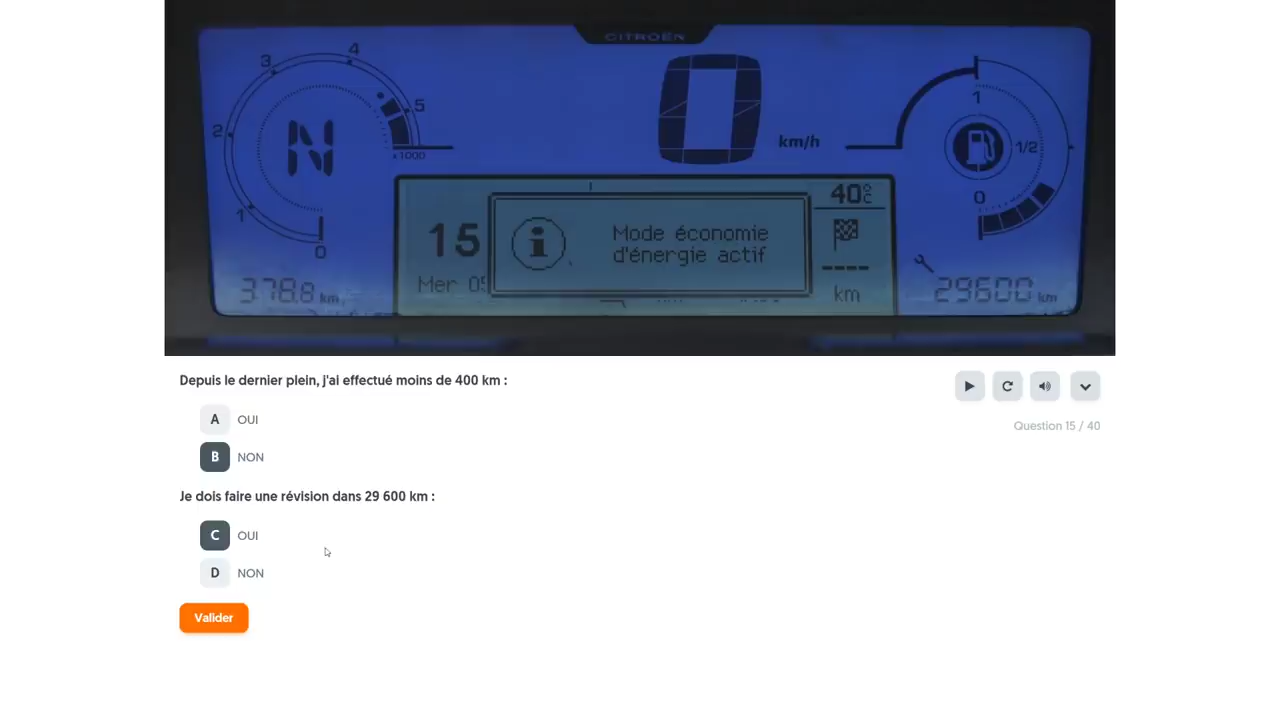 CITROËN
3
4
2
5
N
x1000
1
0
0
km/h
1
1/2
0
40°C
15
Mode économie
d'énergie actif
Mer 05
378.8 km
km
29600 km
Depuis le dernier plein, j'ai effectué moins de 400 km :
A OUI
Question 15 / 40
B NON
Je dois faire une révision dans 29 600 km :
C OUI
D NON
Valider